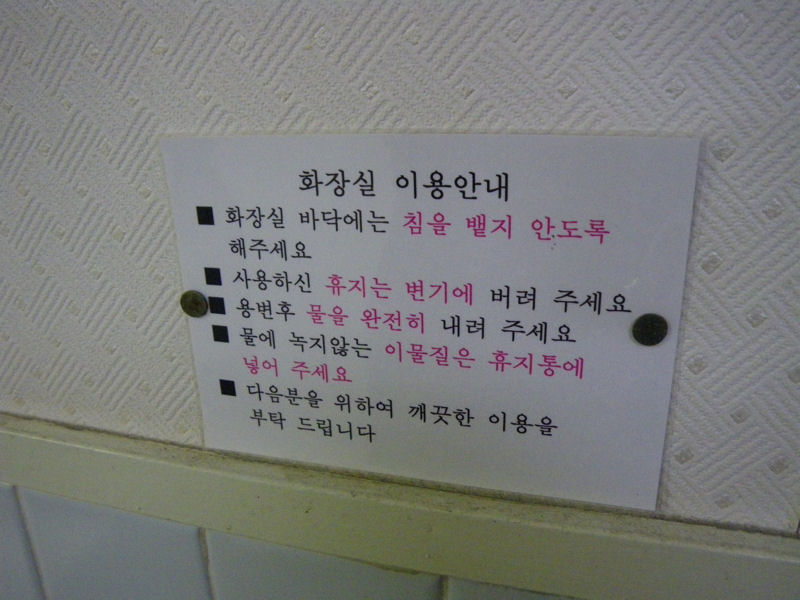 화장실 이용안내
■ 화장실 바닥에는 침을 뱉지 안도록
해주세요
■ 사용하신 휴지는 변기에 버려 주세요
■ 용변후 물을 완전히 내려 주세요
■ 물에 녹지않는 이물질은 휴지통에
넣어 주세요
■ 다음분을 위하여 깨끗한 이용을
부탁 드립니다